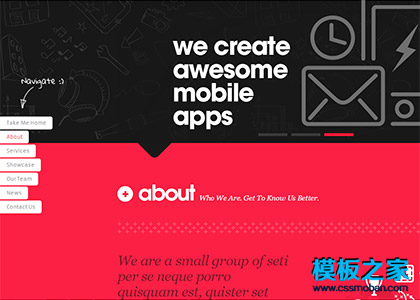 we create
awesome
mobile
apps
Navigate :)
Take Me Home
About
Services
Showcase
Our Team
News
Contact Us
about Who We Are. Get To Know Us Better.
We are a small group of seti
per se neque porro
quisquam est, quister set
模板之家
www.cssmoban.com